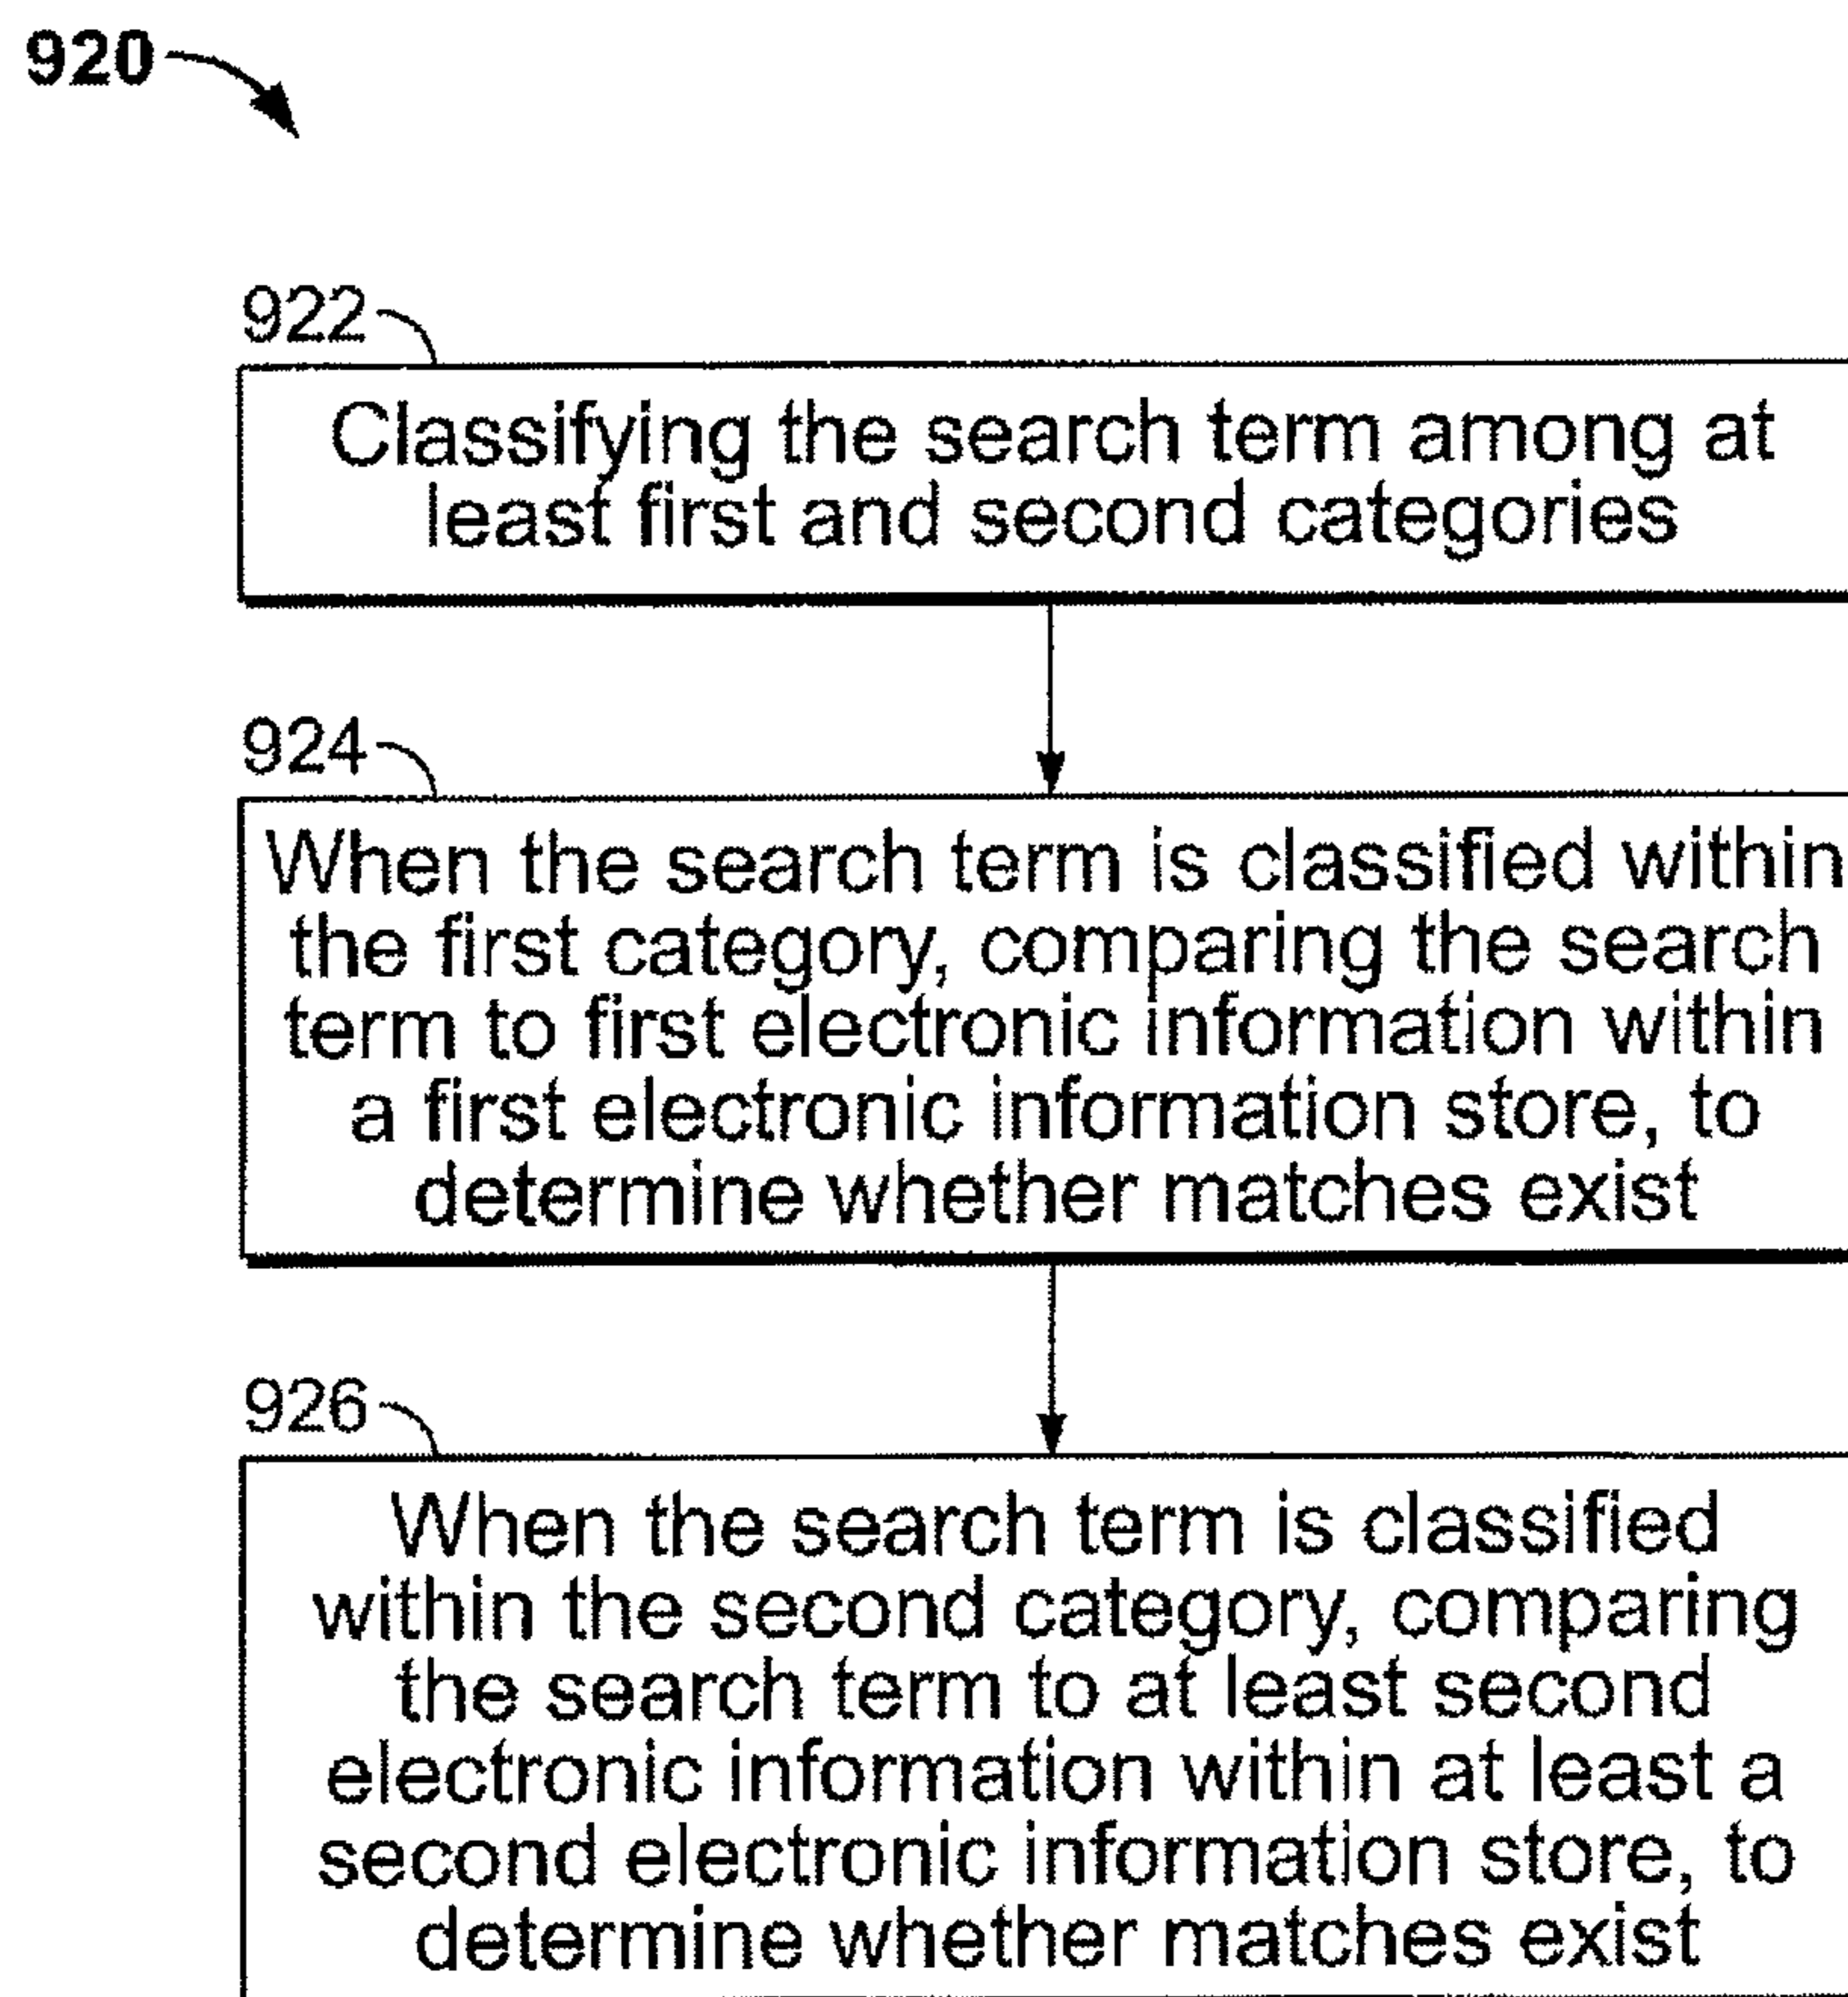 920
922
Classifying the search term among at
least first and second categories
924
When the search term is classified within
the first category, comparing the search
term to first electronic information within
a first electronic information store, to
determine whether matches exist
926
When the search term is classified
within the second category, comparing
the search term to at least second
electronic information within at least a
second electronic information store, to
determine whether matches exist